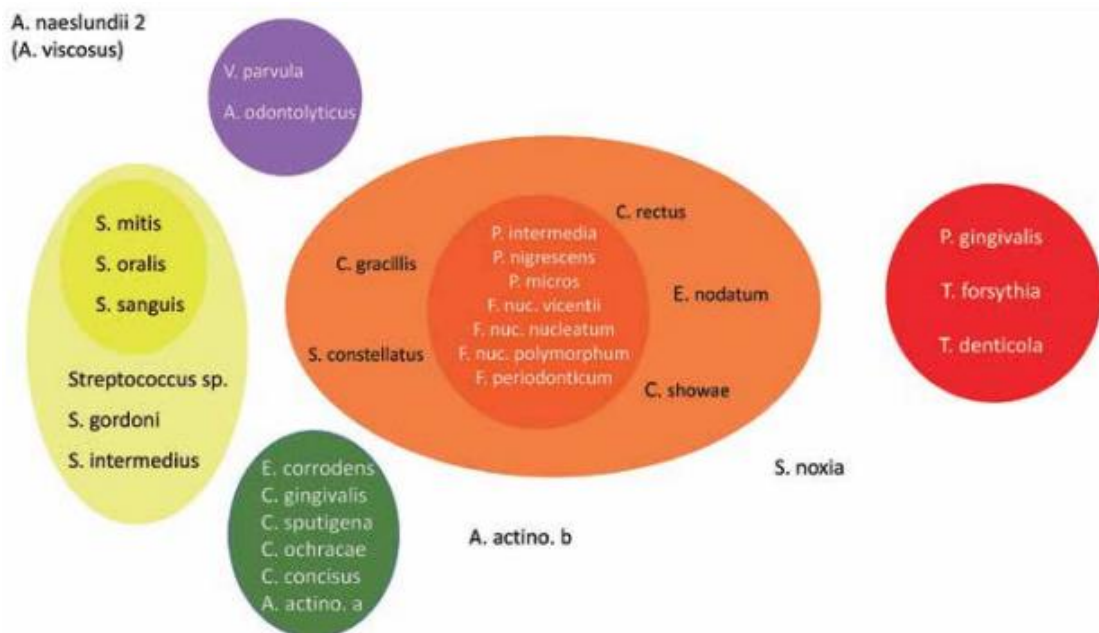 A. naeslundii 2
(A. viscosus)
V. parvula
A. odontolyticus
S. mitis
S. oralis
S. sanguis
Streptococcus sp.
S. gordoni
S. intermedius
C. gracillis
S. constellatus
P. intermedia
P. nigrescens
P. micros
F. nuc. vicentii
F. nuc. nucleatum
F. nuc. polymorphum
F. periodonticum
C. rectus
E. nodatum
C. showae
P. gingivalis
T. forsythia
T. denticola
E. corrodens
C. gingivalis
C. sputigena
C. ochracae
C. concisus
A. actino. a
A. actino. b
S. noxia